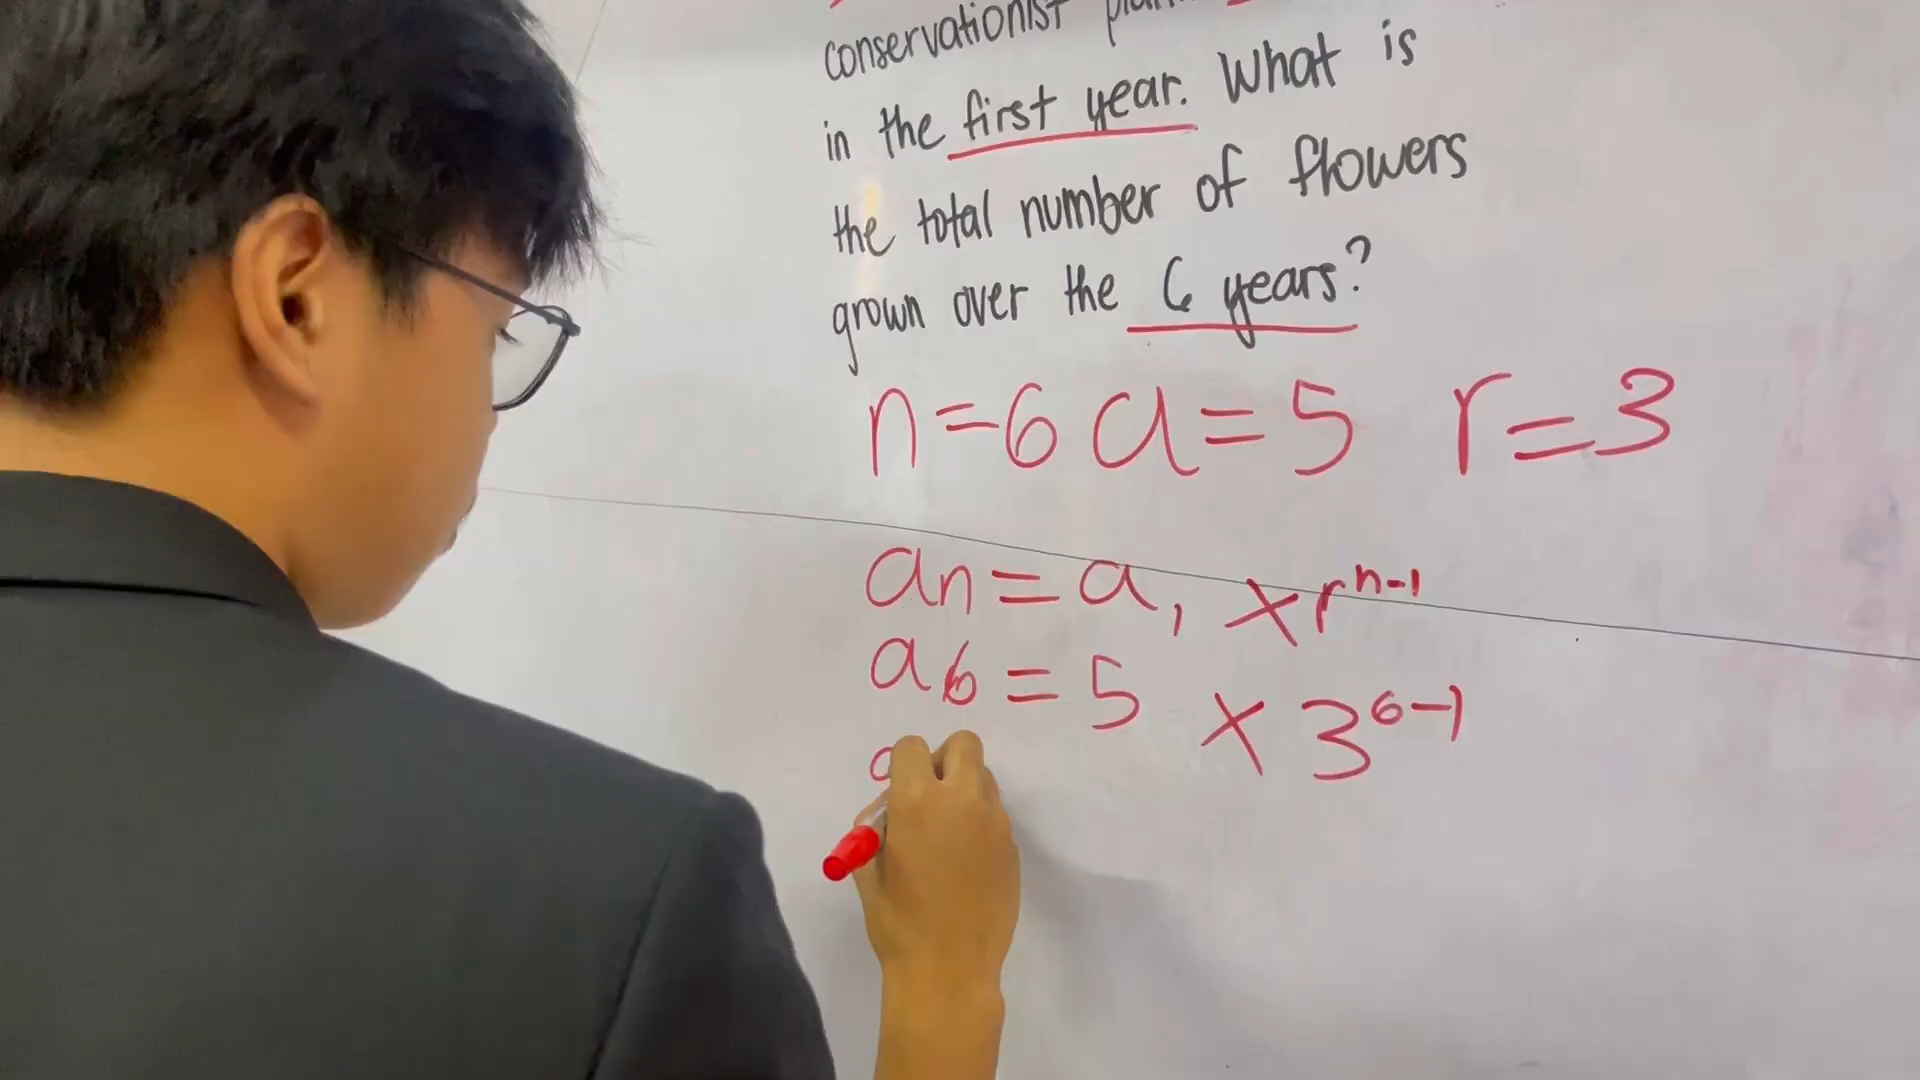 conservationist
in the first year. What is
the total number of flowers
grown over the 6 years?
n=6 a=5 r=3
an = a, × r^n-1
a6 = 5 × 3^6-1